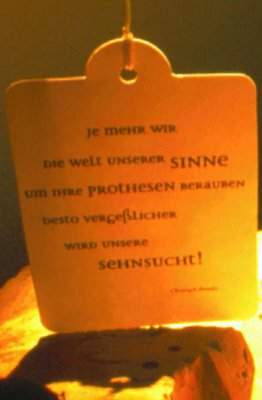 Je mehr wir
die Welt unserer SINNE
um ihre PROTHESEN berauben
desto vergeßlicher
wird unsere
SEHNSUCHT!